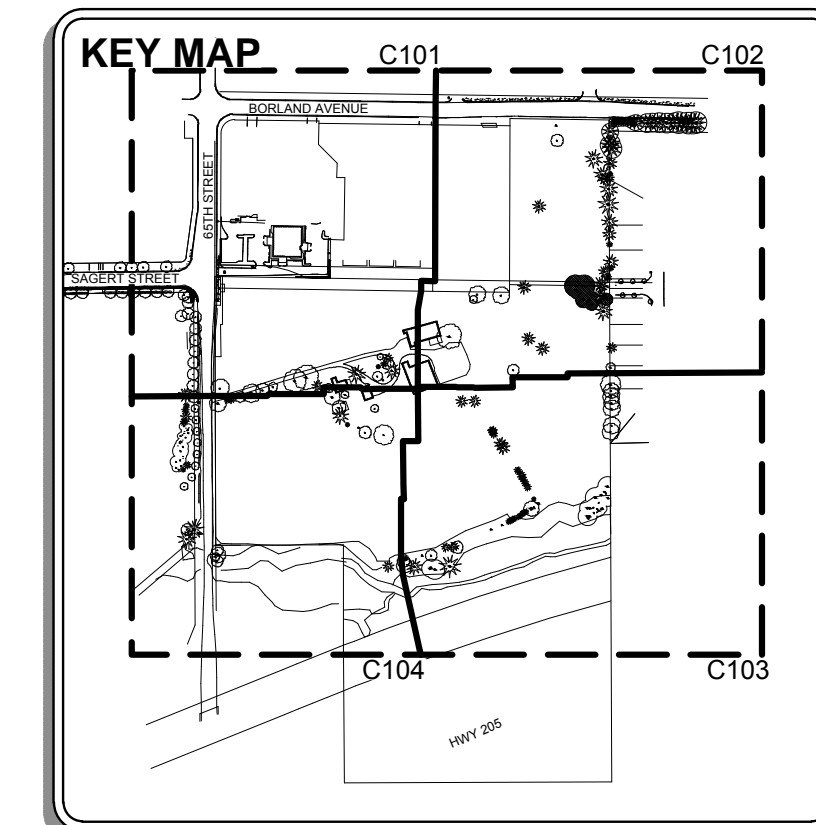 KEY MAP
C101
C102
BORLAND AVENUE
65TH STREET
SAGERT STREET
C104
C103
HWY 205